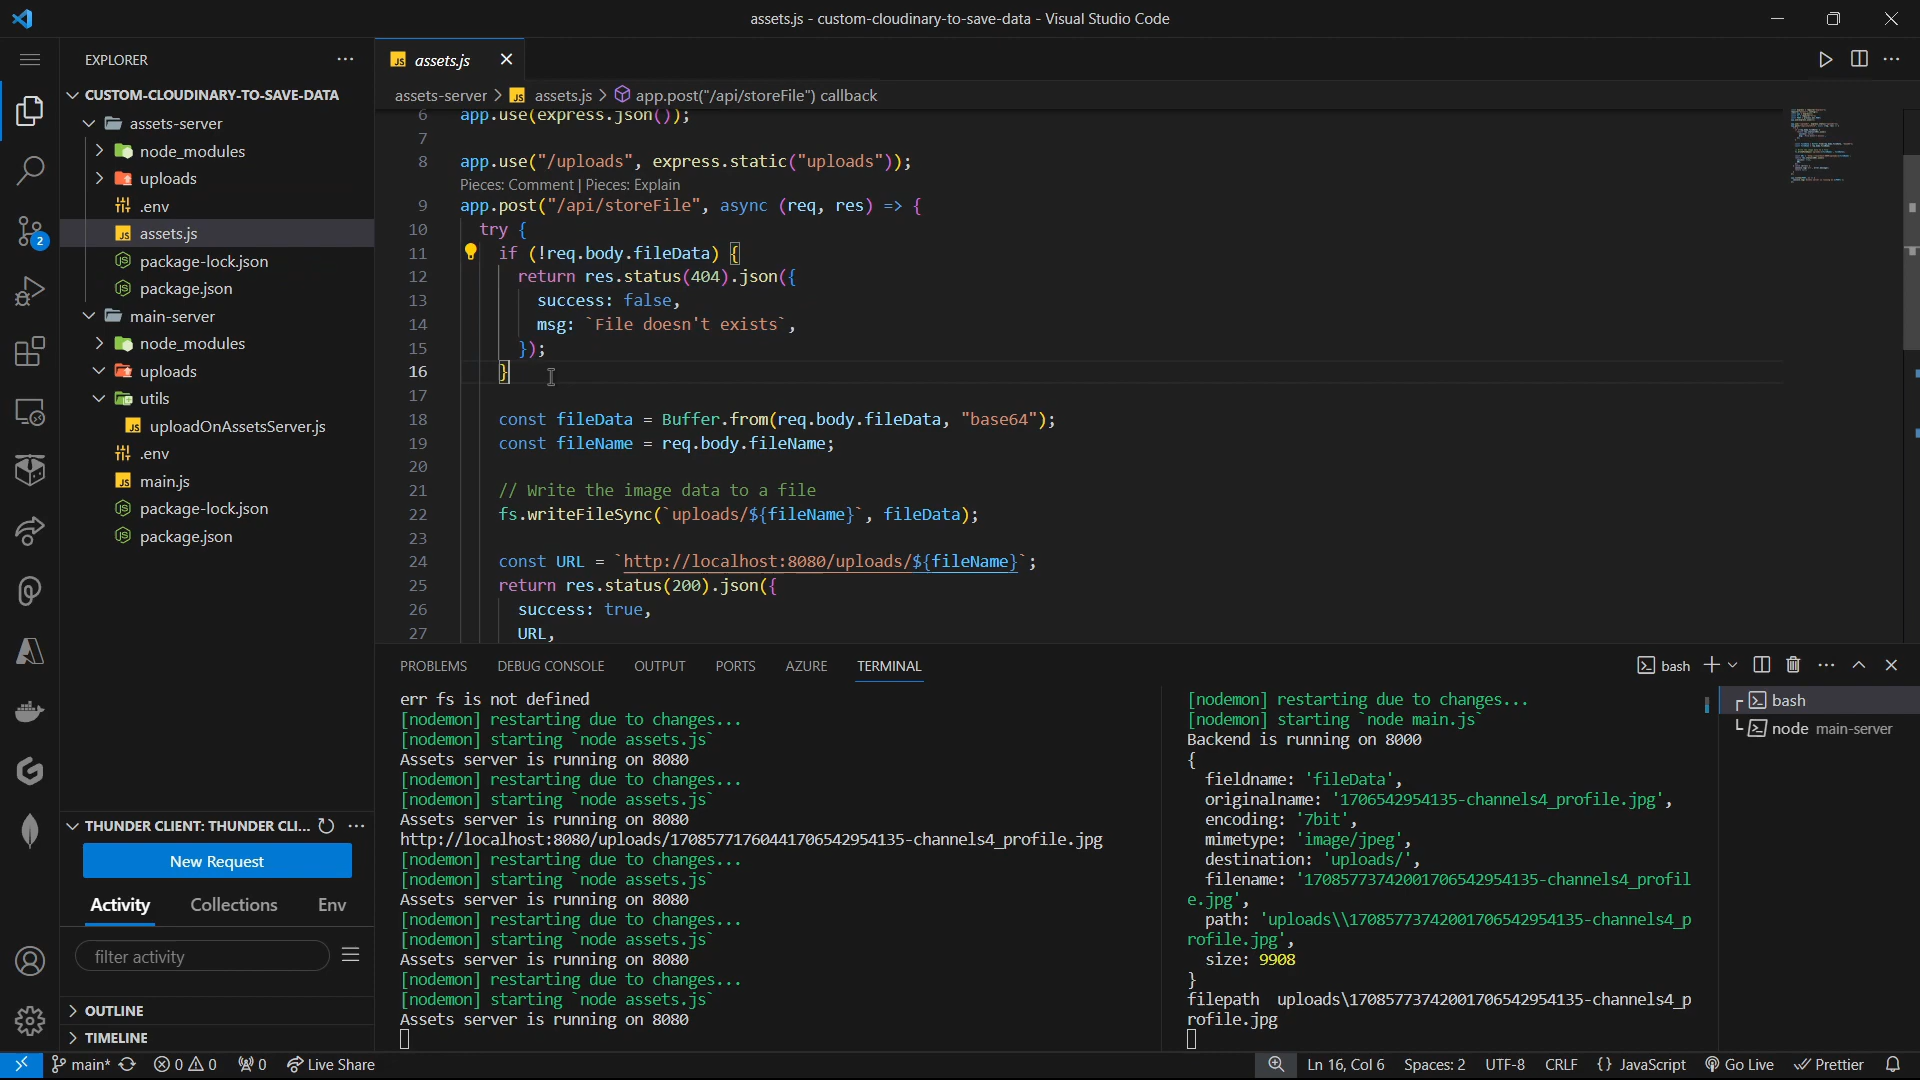 assets.js - custom-cloudinary-to-save-data - Visual Studio Code
EXPLORER
CUSTOM-CLOUDINARY-TO-SAVE-DATA
assets-server
node_modules
uploads
.env
assets.js
package-lock.json
package.json
main-server
node_modules
uploads
utils
uploadOnAssetsServer.js
.env
main.js
package-lock.json
package.json
2
THUNDER CLIENT: THUNDER CLI...
New Request
Activity Collections Env
filter activity
OUTLINE
TIMELINE
JS assets.js
assets-server > JS assets.js > app.post("/api/storeFile") callback
6 app.use(express.json());
7
8 app.use("/uploads", express.static("uploads"));
Pieces: Comment | Pieces: Explain
9 app.post("/api/storeFile", async (req, res) => {
10 try {
11 if (!req.body.fileData) {
12 return res.status(404).json({
13 success: false,
14 msg: `File doesn't exists`,
15 });
16 }
17
18 const fileData = Buffer.from(req.body.fileData, "base64");
19 const fileName = req.body.fileName;
20
21 // Write the image data to a file
22 fs.writeFileSync(`uploads/${fileName}`, fileData);
23
24 const URL = `http://localhost:8080/uploads/${fileName}`;
25 return res.status(200).json({
26 success: true,
27 URL,
PROBLEMS DEBUG CONSOLE OUTPUT PORTS AZURE TERMINAL
bash
err fs is not defined
[nodemon] restarting due to changes...
[nodemon] starting `node assets.js`
Assets server is running on 8080
[nodemon] restarting due to changes...
[nodemon] starting `node assets.js`
Assets server is running on 8080
http://localhost:8080/uploads/17085771760441706542954135-channels4_profile.jpg
[nodemon] restarting due to changes...
[nodemon] starting `node assets.js`
Assets server is running on 8080
[nodemon] restarting due to changes...
[nodemon] starting `node assets.js`
Assets server is running on 8080
[nodemon] restarting due to changes...
[nodemon] starting `node assets.js`
Assets server is running on 8080
[nodemon] restarting due to changes...
[nodemon] starting `node main.js`
Backend is running on 8000
{
fieldname: 'fileData',
originalname: '1706542954135-channels4_profile.jpg',
encoding: '7bit',
mimetype: 'image/jpeg',
destination: 'uploads/',
filename: '17085773742001706542954135-channels4_profil
e.jpg',
path: 'uploads\\17085773742001706542954135-channels4_p
rofile.jpg',
size: 9908
}
filepath uploads\17085773742001706542954135-channels4_p
rofile.jpg
bash
node main-server
main* 0 0 0 Live Share
Ln 16, Col 6 Spaces: 2 UTF-8 CRLF {} JavaScript Go Live Prettier